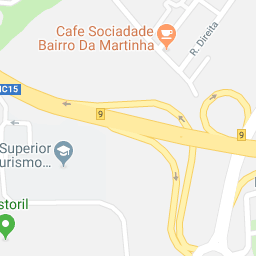 Cafe Sociadade
Bairro Da Martinha
R. Direita
IC15
9
9
Superior
urismo...
storil